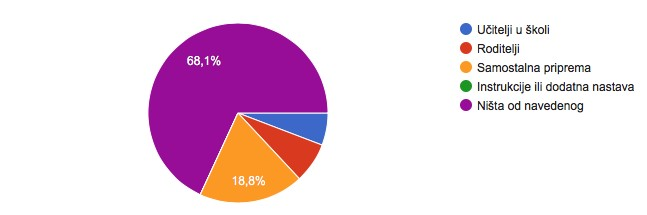 68,1%
18,8%
Učitelji u školi
Roditelji
Samostalna priprema
Instrukcije ili dodatna nastava
Ništa od navedenog